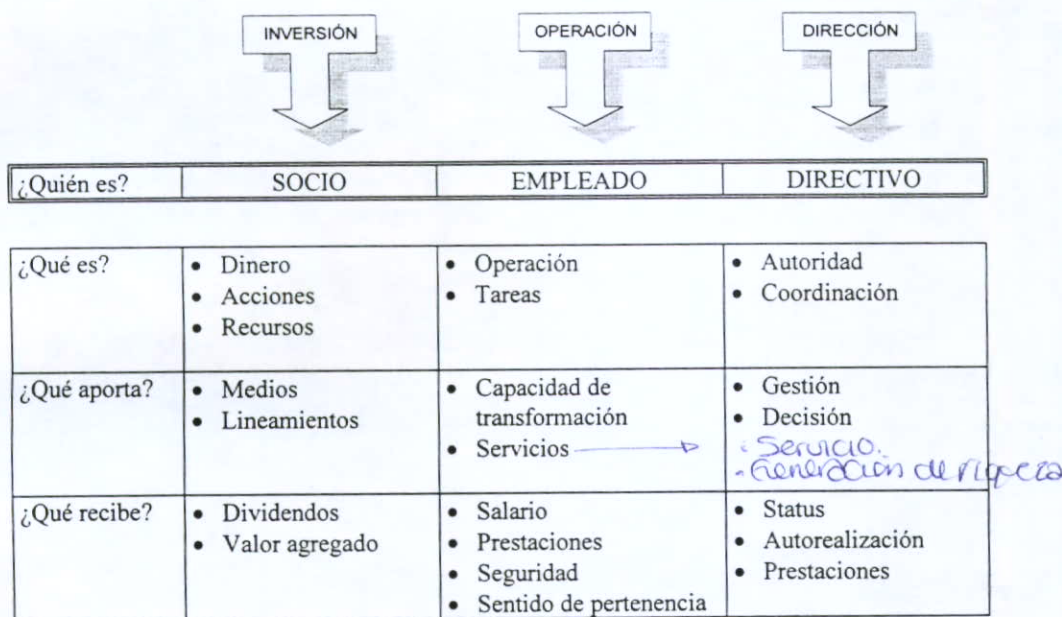 INVERSIÓN OPERACIÓN DIRECCIÓN
¿Quién es? SOCIO EMPLEADO DIRECTIVO
¿Qué es?
• Dinero
• Acciones
• Recursos
• Operación
• Tareas
• Autoridad
• Coordinación
¿Qué aporta?
• Medios
• Lineamientos
• Capacidad de
transformación
• Servicios
• Gestión
• Decisión
• Servicio.
- Generación de riqueza
¿Qué recibe?
• Dividendos
• Valor agregado
• Salario
• Prestaciones
• Seguridad
• Sentido de pertenencia
• Status
• Autorealización
• Prestaciones